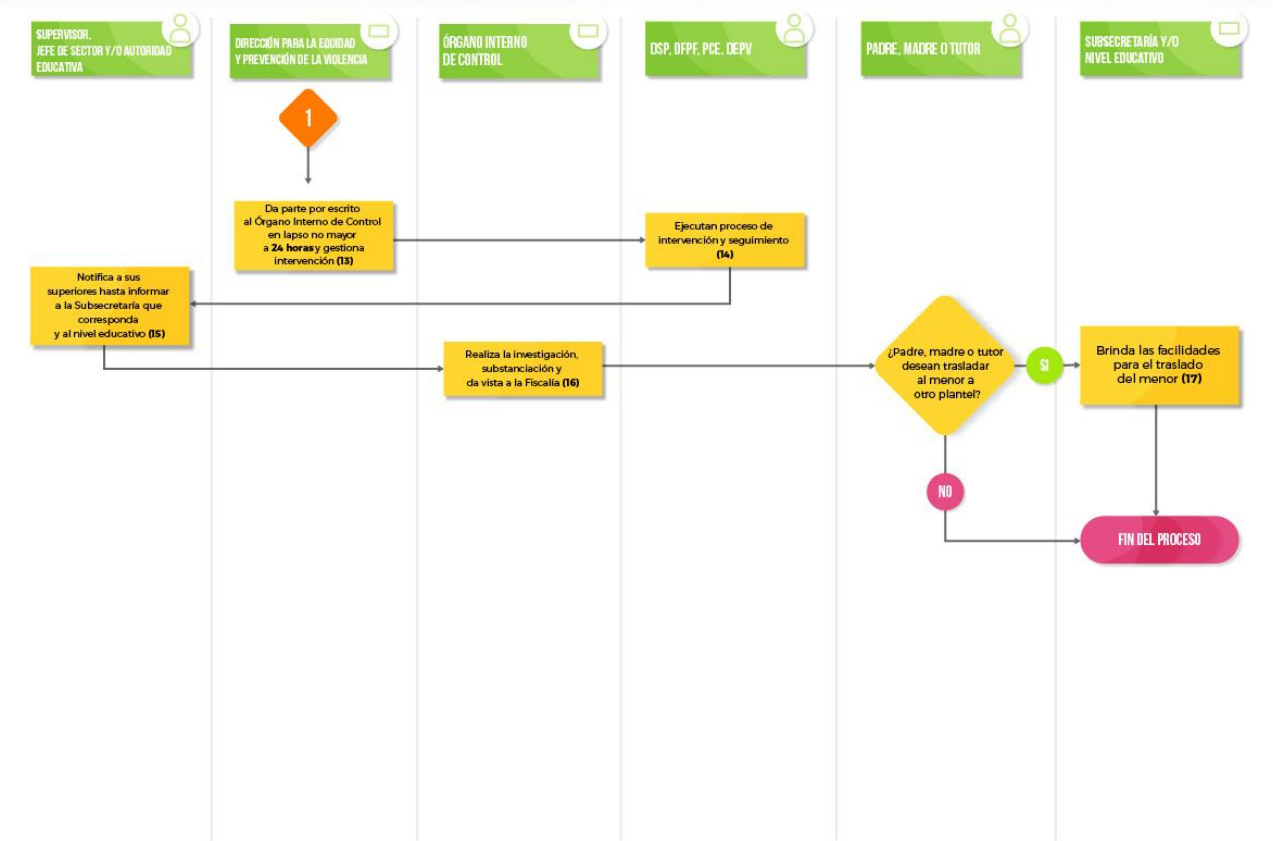 SUPERVISOR,
JEFE DE SECTOR Y/O AUTORIDAD
EDUCATIVA
DIRECCIÓN PARA LA EQUIDAD
Y PREVENCIÓN DE LA VIOLENCIA
ÓRGANO INTERNO
DE CONTROL
DSP, DFPF, PCE, DEPV
PADRE, MADRE O TUTOR
SUBSECRETARÍA Y/O
NIVEL EDUCATIVO
1
Da parte por escrito
al Órgano Interno de Control
en lapso no mayor
a 24 horas y gestiona
intervención (13)
Ejecutan proceso de
intervención y seguimiento
(14)
Notifica a sus
superiores hasta informar
a la Subsecretaría que
corresponda
y al nivel educativo (15)
Realiza la investigación,
substanciación y
da vista a la Fiscalía (16)
¿Padre, madre o tutor
desean trasladar
al menor a
otro plantel?
SI
Brinda las facilidades
para el traslado
del menor (17)
NO
FIN DEL PROCESO